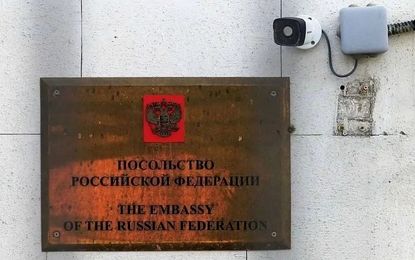 ПОСОЛЬСТВО
РОССИЙСКОЙ ФЕДЕРАЦИИ
THE EMBASSY
OF THE RUSSIAN FEDERATION